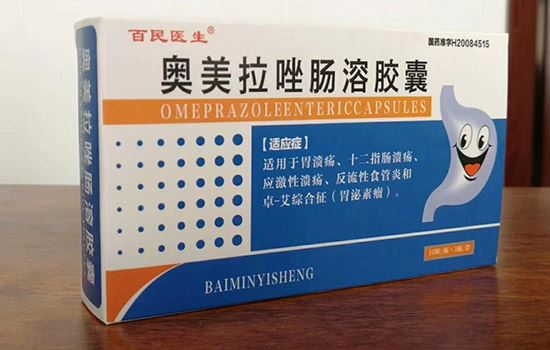 百民医生®
国药准字H20084515
奥美拉唑肠溶胶囊
OMEPRAZOLEENTERICCAPSULES
【适应症】
适用于胃溃疡、十二指肠溃疡、
应激性溃疡、反流性食管炎和
卓-艾综合征（胃泌素瘤）。
BAIMINYISHENG
奥美拉唑肠溶胶囊